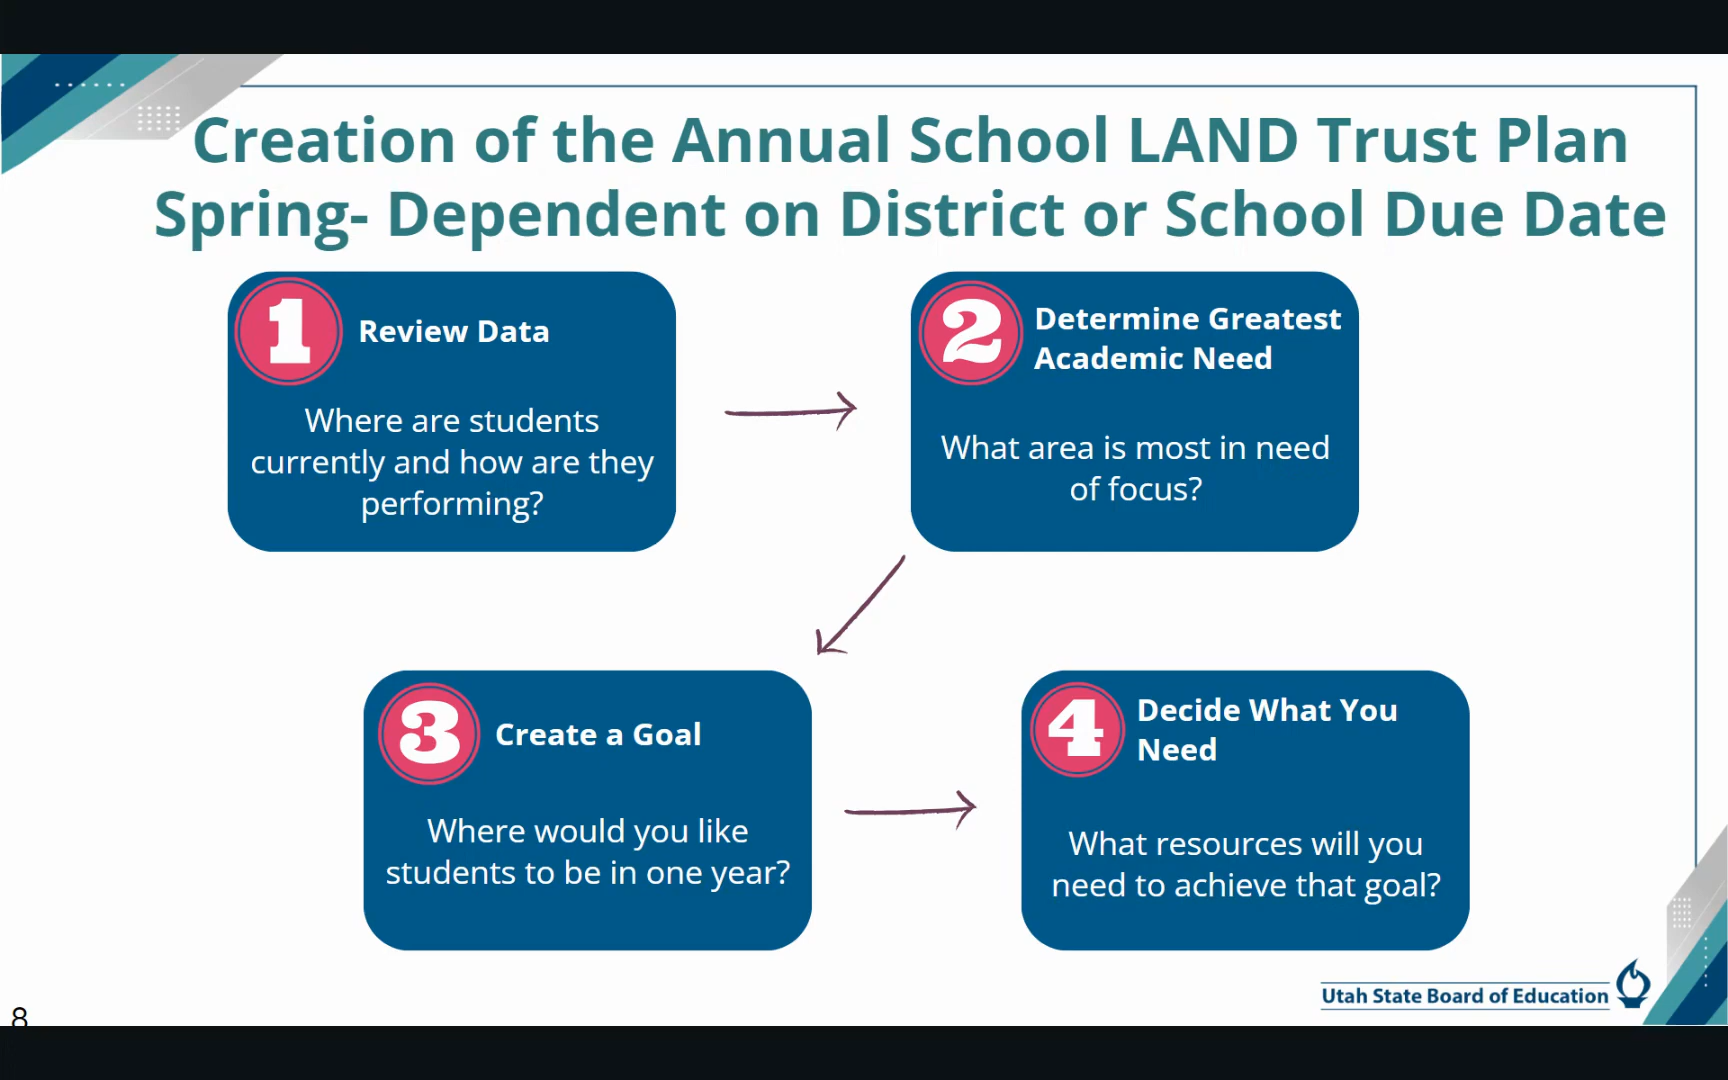 Creation of the Annual School LAND Trust Plan
Spring- Dependent on District or School Due Date
1
Review Data
Where are students
currently and how are they
performing?
2
Determine Greatest
Academic Need
What area is most in need
of focus?
3
Create a Goal
Where would you like
students to be in one year?
4
Decide What You
Need
What resources will you
need to achieve that goal?
Utah State Board of Education
8